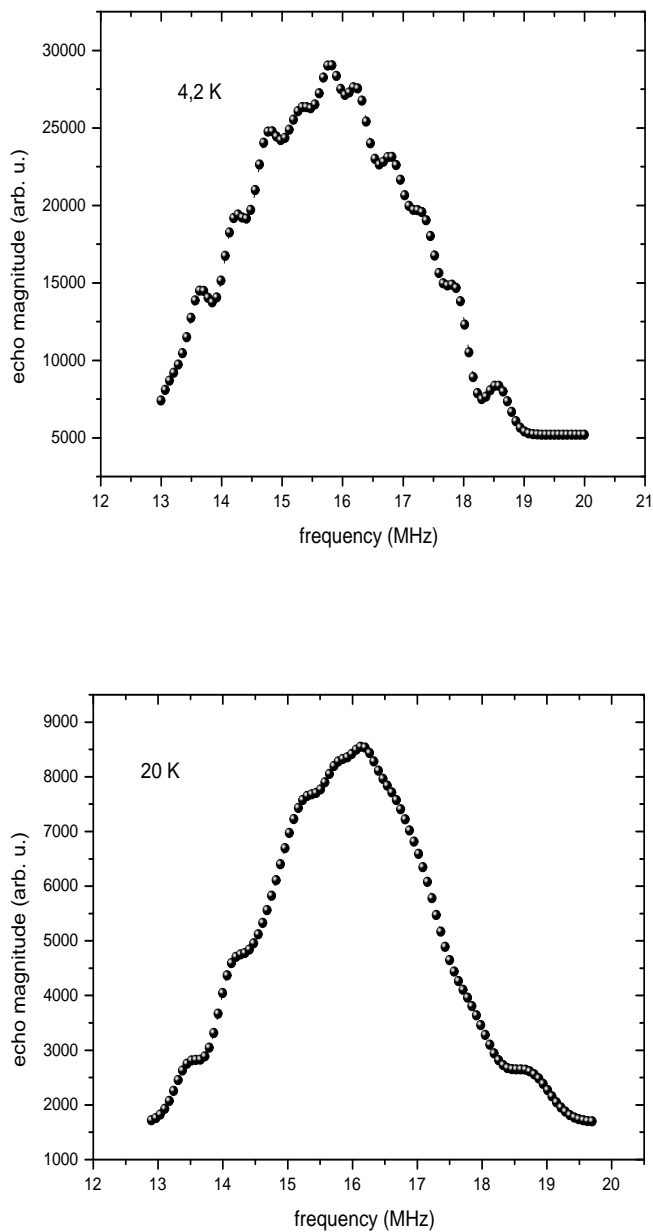 30000
4,2 K
25000
20000
15000
10000
5000
echo magnitude (arb. u.)
12 13 14 15 16 17 18 19 20 21
frequency (MHz)
9000
20 K
8000
7000
6000
5000
4000
3000
2000
1000
echo magnitude (arb. u.)
12 13 14 15 16 17 18 19 20
frequency (MHz)